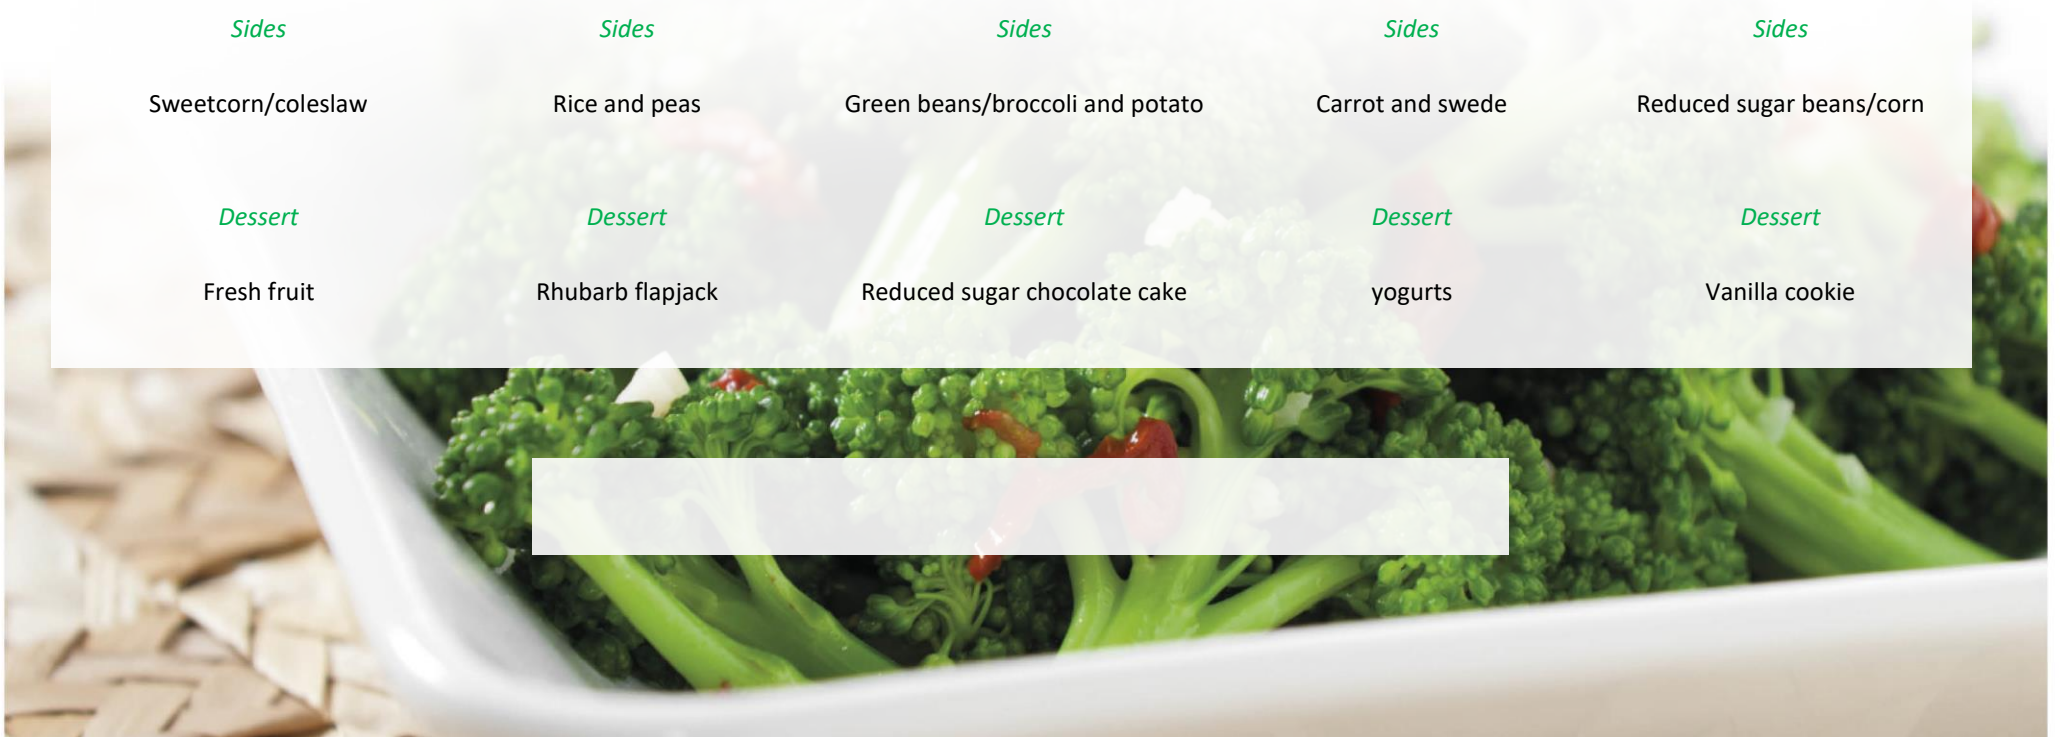 Sides Sides Sides Sides Sides
Sweetcorn/coleslaw Rice and peas Green beans/broccoli and potato Carrot and swede Reduced sugar beans/corn
Dessert Dessert Dessert Dessert Dessert
Fresh fruit Rhubarb flapjack Reduced sugar chocolate cake yogurts Vanilla cookie